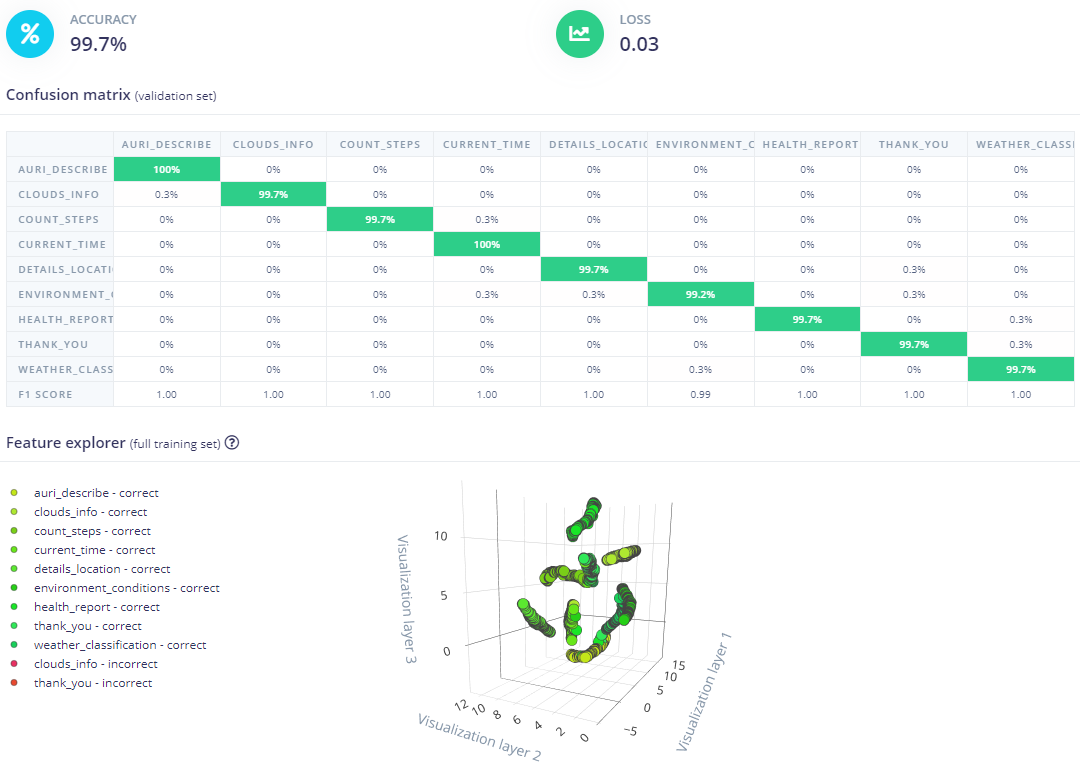 ACCURACY LOSS
99.7% 0.03
Confusion matrix (validation set)
AURI_DESCRIBE CLOUDS_INFO COUNT_STEPS CURRENT_TIME DETAILS_LOCATIO ENVIRONMENT_C HEALTH_REPORT THANK_YOU WEATHER_CLASSI
AURI_DESCRIBE 100% 0% 0% 0% 0% 0% 0% 0% 0%
CLOUDS_INFO 0.3% 99.7% 0% 0% 0% 0% 0% 0% 0%
COUNT_STEPS 0% 0% 99.7% 0.3% 0% 0% 0% 0% 0%
CURRENT_TIME 0% 0% 0% 100% 0% 0% 0% 0% 0%
DETAILS_LOCATI 0% 0% 0% 0% 99.7% 0% 0% 0.3% 0%
ENVIRONMENT_C 0% 0% 0% 0.3% 0.3% 99.2% 0% 0.3% 0%
HEALTH_REPORT 0% 0% 0% 0% 0% 0% 99.7% 0% 0.3%
THANK_YOU 0% 0% 0% 0% 0% 0% 0% 99.7% 0.3%
WEATHER_CLASS 0% 0% 0% 0% 0% 0.3% 0% 0% 99.7%
F1 SCORE 1.00 1.00 1.00 1.00 1.00 0.99 1.00 1.00 1.00
Feature explorer (full training set) ?
auri_describe - correct
clouds_info - correct
count_steps - correct
current_time - correct
details_location - correct
environment_conditions - correct
health_report - correct
thank_you - correct
weather_classification - correct
clouds_info - incorrect
thank_you - incorrect
Visualization layer 3
10
5
0
Visualization layer 2
12
10
8
6
4
2
0
Visualization layer 1
15
10
5
0
−5